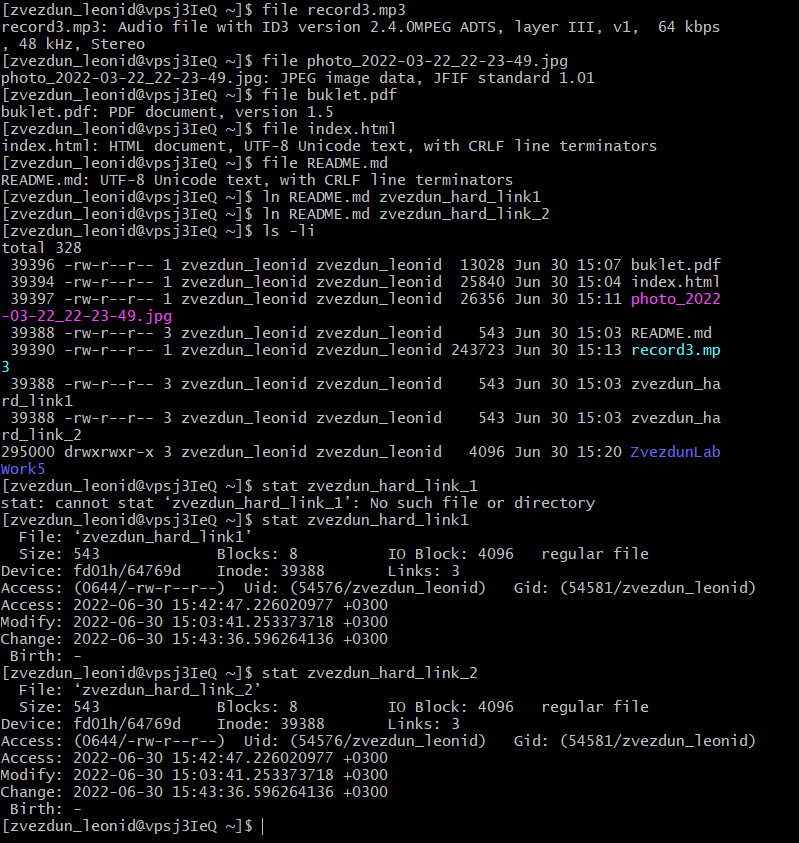 [zvezdun_leonid@vpsj3IeQ ~]$ file record3.mp3
record3.mp3: Audio file with ID3 version 2.4.0MPEG ADTS, layer III, v1,  64 kbps
, 48 kHz, Stereo
[zvezdun_leonid@vpsj3IeQ ~]$ file photo_2022-03-22_22-23-49.jpg
photo_2022-03-22_22-23-49.jpg: JPEG image data, JFIF standard 1.01
[zvezdun_leonid@vpsj3IeQ ~]$ file buklet.pdf
buklet.pdf: PDF document, version 1.5
[zvezdun_leonid@vpsj3IeQ ~]$ file index.html
index.html: HTML document, UTF-8 Unicode text, with CRLF line terminators
[zvezdun_leonid@vpsj3IeQ ~]$ file README.md
README.md: UTF-8 Unicode text, with CRLF line terminators
[zvezdun_leonid@vpsj3IeQ ~]$ ln README.md zvezdun_hard_link1
[zvezdun_leonid@vpsj3IeQ ~]$ ln README.md zvezdun_hard_link_2
[zvezdun_leonid@vpsj3IeQ ~]$ ls -li
total 328
 39396 -rw-r--r-- 1 zvezdun_leonid zvezdun_leonid  13028 Jun 30 15:07 buklet.pdf
 39394 -rw-r--r-- 1 zvezdun_leonid zvezdun_leonid  25840 Jun 30 15:04 index.html
 39397 -rw-r--r-- 1 zvezdun_leonid zvezdun_leonid  26356 Jun 30 15:11 photo_2022
-03-22_22-23-49.jpg
 39388 -rw-r--r-- 3 zvezdun_leonid zvezdun_leonid    543 Jun 30 15:03 README.md
 39390 -rw-r--r-- 1 zvezdun_leonid zvezdun_leonid 243723 Jun 30 15:13 record3.mp
3
 39388 -rw-r--r-- 3 zvezdun_leonid zvezdun_leonid    543 Jun 30 15:03 zvezdun_ha
rd_link1
 39388 -rw-r--r-- 3 zvezdun_leonid zvezdun_leonid    543 Jun 30 15:03 zvezdun_ha
rd_link_2
295000 drwxrwxr-x 3 zvezdun_leonid zvezdun_leonid   4096 Jun 30 15:20 ZvezdunLab
Work5
[zvezdun_leonid@vpsj3IeQ ~]$ stat zvezdun_hard_link_1
stat: cannot stat ‘zvezdun_hard_link_1’: No such file or directory
[zvezdun_leonid@vpsj3IeQ ~]$ stat zvezdun_hard_link1
  File: ‘zvezdun_hard_link1’
  Size: 543             Blocks: 8          IO Block: 4096   regular file
Device: fd01h/64769d    Inode: 39388       Links: 3
Access: (0644/-rw-r--r--)  Uid: (54576/zvezdun_leonid)   Gid: (54581/zvezdun_leonid)
Access: 2022-06-30 15:42:47.226020977 +0300
Modify: 2022-06-30 15:03:41.253373718 +0300
Change: 2022-06-30 15:43:36.596264136 +0300
 Birth: -
[zvezdun_leonid@vpsj3IeQ ~]$ stat zvezdun_hard_link_2
  File: ‘zvezdun_hard_link_2’
  Size: 543             Blocks: 8          IO Block: 4096   regular file
Device: fd01h/64769d    Inode: 39388       Links: 3
Access: (0644/-rw-r--r--)  Uid: (54576/zvezdun_leonid)   Gid: (54581/zvezdun_leonid)
Access: 2022-06-30 15:42:47.226020977 +0300
Modify: 2022-06-30 15:03:41.253373718 +0300
Change: 2022-06-30 15:43:36.596264136 +0300
 Birth: -
[zvezdun_leonid@vpsj3IeQ ~]$